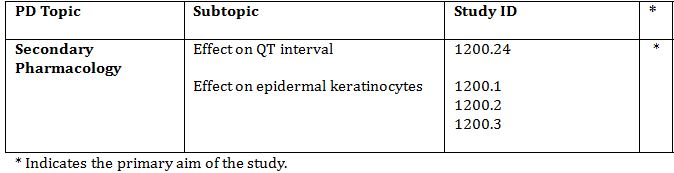 PD Topic Subtopic Study ID *
Secondary Pharmacology Effect on QT interval 1200.24 *
Effect on epidermal keratinocytes 1200.1
1200.2
1200.3
* Indicates the primary aim of the study.